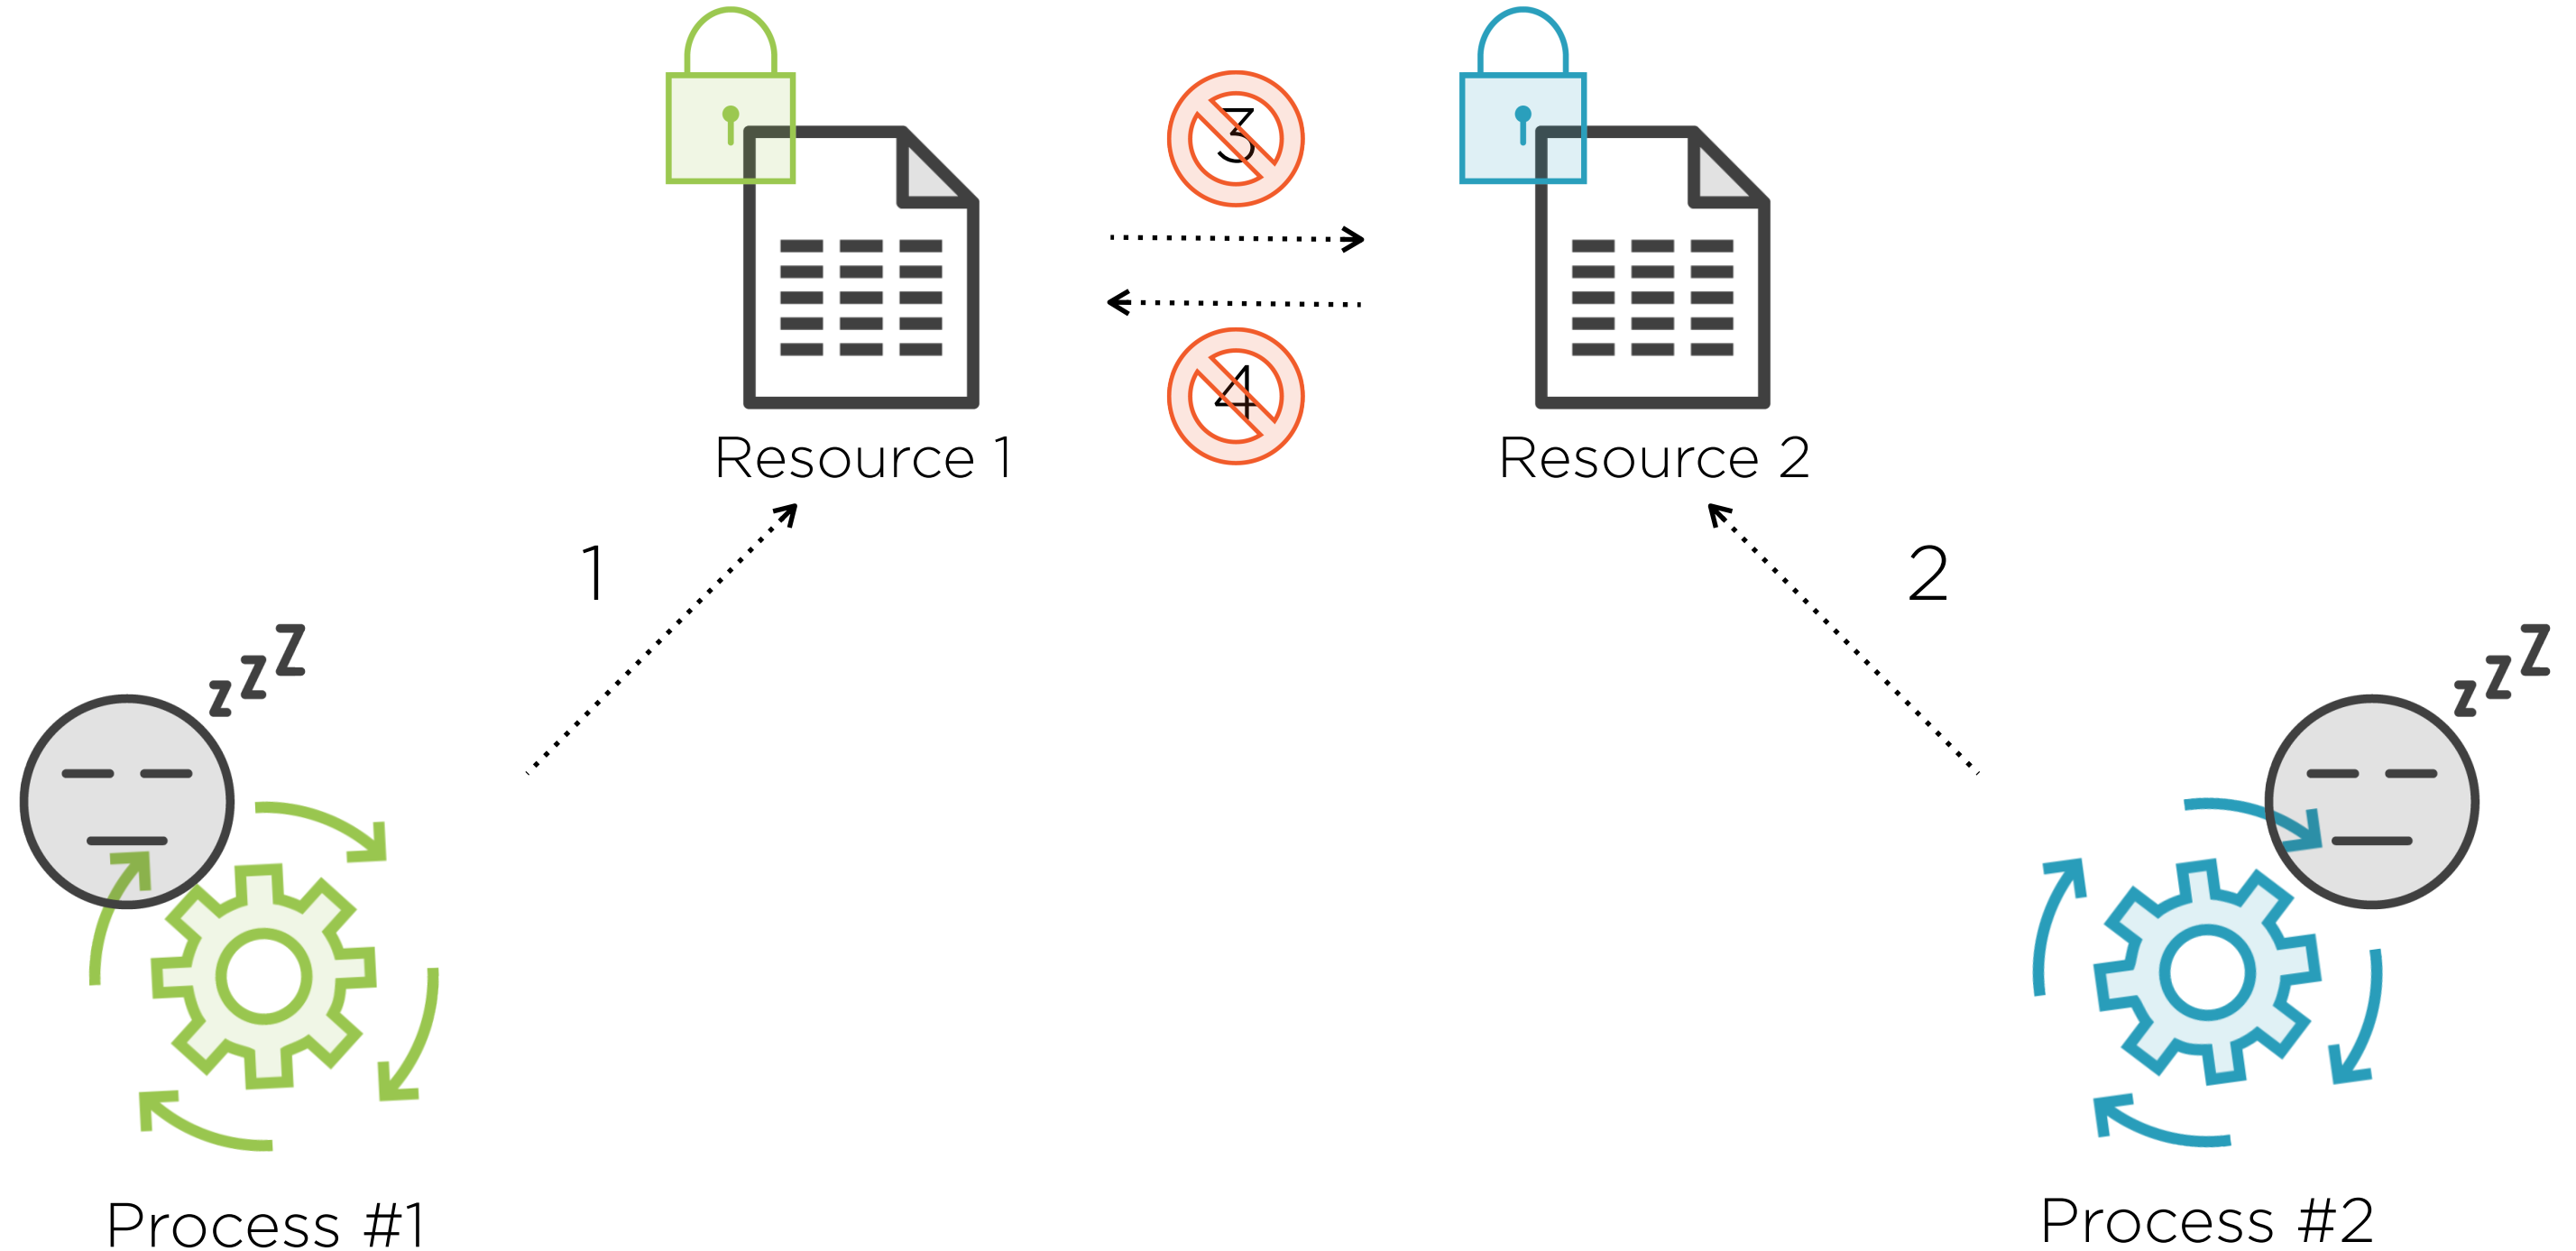 3
4
Resource 1
Resource 2
1
2
z z Z
z z Z
Process #1
Process #2